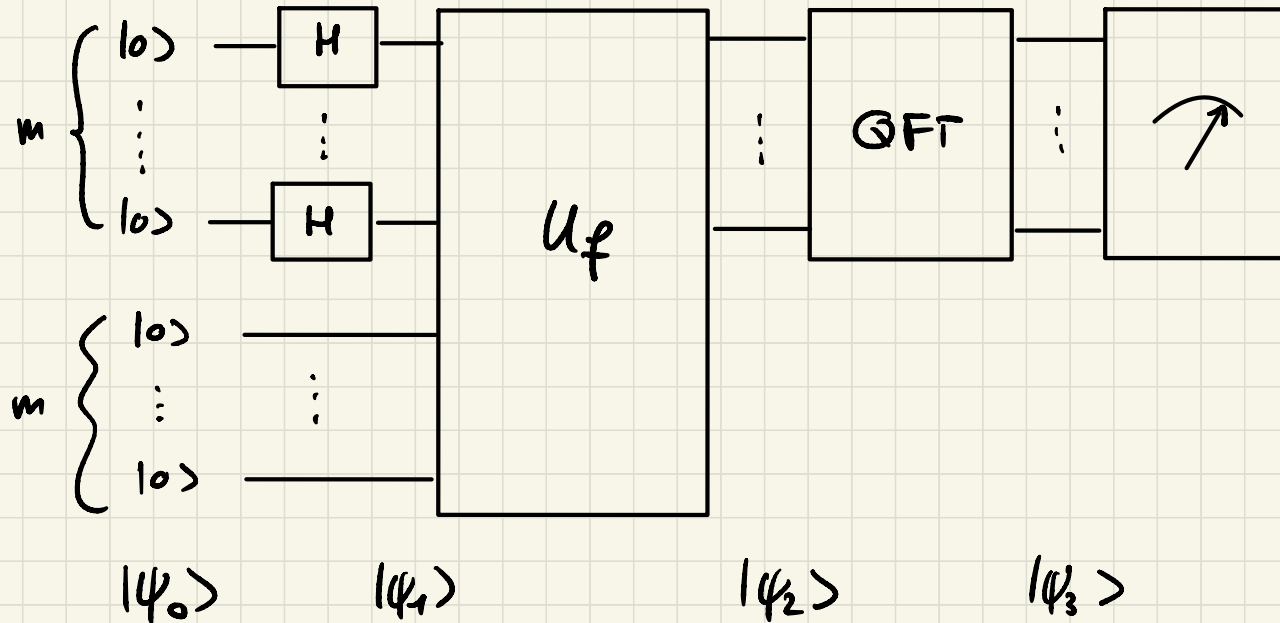 |0⟩ H
m ⋮ ⋮ ⋮ QFT ⋮
|0⟩ H
U_f
|0⟩
m ⋮ ⋮
|0⟩
|ψ₀⟩ |ψ₁⟩ |ψ₂⟩ |ψ₃⟩